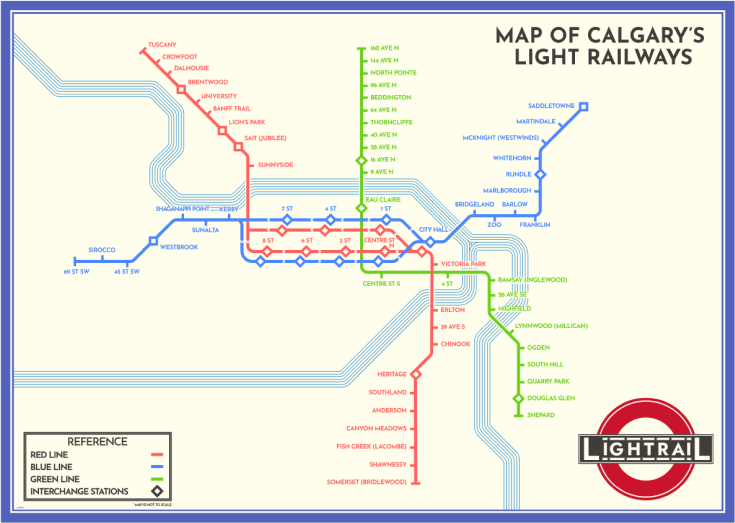 MAP OF CALGARY'S
LIGHT RAILWAYS
TUSCANY
CROWFOOT
DALHOUSIE
BRENTWOOD
UNIVERSITY
BANFF TRAIL
LION'S PARK
SAIT (JUBILEE)
SUNNYSIDE
160 AVE N
144 AVE N
NORTH POINTE
96 AVE N
BEDDINGTON
64 AVE N
THORNCLIFFE
40 AVE N
28 AVE N
16 AVE N
9 AVE N
EAU CLAIRE
SADDLETOWNE
MARTINDALE
MCKNIGHT (WESTWINDS)
WHITEHORN
RUNDLE
MARLBOROUGH
BRIDGELAND
BARLOW
ZOO
FRANKLIN
CITY HALL
SHAGANAPPI POINT
KERBY
7 ST
4 ST
1 ST
SUNALTA
WESTBROOK
SIROCCO
69 ST SW
45 ST SW
8 ST
6 ST
3 ST
CENTRE ST
N
VICTORIA PARK
CENTRE ST S
4 ST
RAMSAY (INGLEWOOD)
26 AVE SE
HIGHFIELD
LYNNWOOD (MILLICAN)
OGDEN
SOUTH HILL
QUARRY PARK
DOUGLAS GLEN
SHEPARD
ERLTON
39 AVE S
CHINOOK
HERITAGE
SOUTHLAND
ANDERSON
CANYON MEADOWS
FISH CREEK (LACOMBE)
SHAWNESSY
SOMERSET (BRIDLEWOOD)
REFERENCE
RED LINE
BLUE LINE
GREEN LINE
INTERCHANGE STATIONS
* MAP IS NOT TO SCALE
LIGHTRAIL